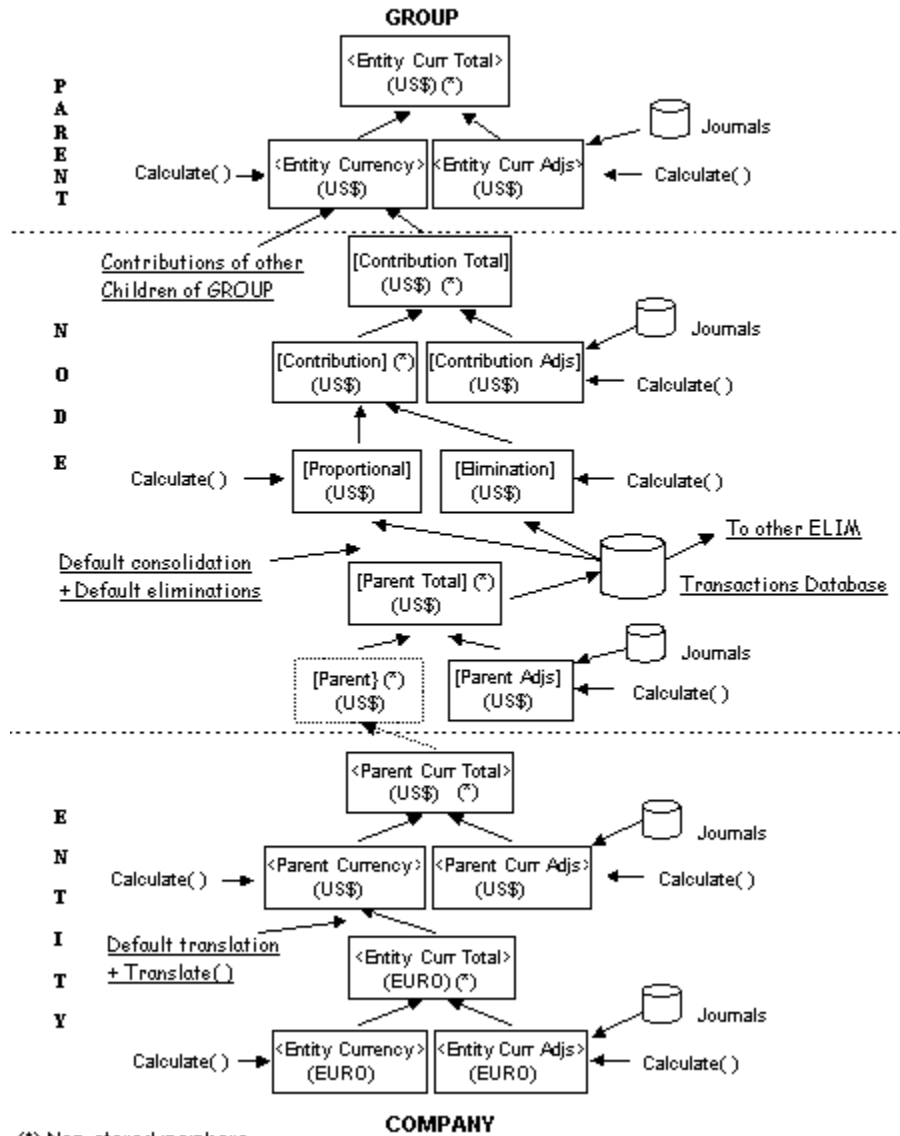 GROUP
<Entity Curr Total>
(US$) (*)
PARENT
Journals
Calculate( )
<Entity Currency>
(US$)
<Entity Curr Adjs>
(US$)
Calculate( )
Contributions of other
Children of GROUP
[Contribution Total]
(US$) (*)
NODE
Journals
[Contribution] (*)
(US$)
[Contribution Adjs]
(US$)
Calculate( )
Calculate( )
[Proportional]
(US$)
[Elimination]
(US$)
Calculate( )
To other ELIM
Default consolidation
+ Default eliminations
[Parent Total] (*)
(US$)
Transactions Database
Journals
[Parent} (*)
(US$)
[Parent Adjs]
(US$)
Calculate( )
<Parent Curr Total>
(US$) (*)
ENTITY
Journals
Calculate( )
<Parent Currency>
(US$)
<Parent Curr Adjs>
(US$)
Calculate( )
Default translation
+ Translate( )
<Entity Curr Total>
(EURO) (*)
Journals
Calculate( )
<Entity Currency>
(EURO)
<Entity Curr Adjs>
(EURO)
Calculate( )
COMPANY